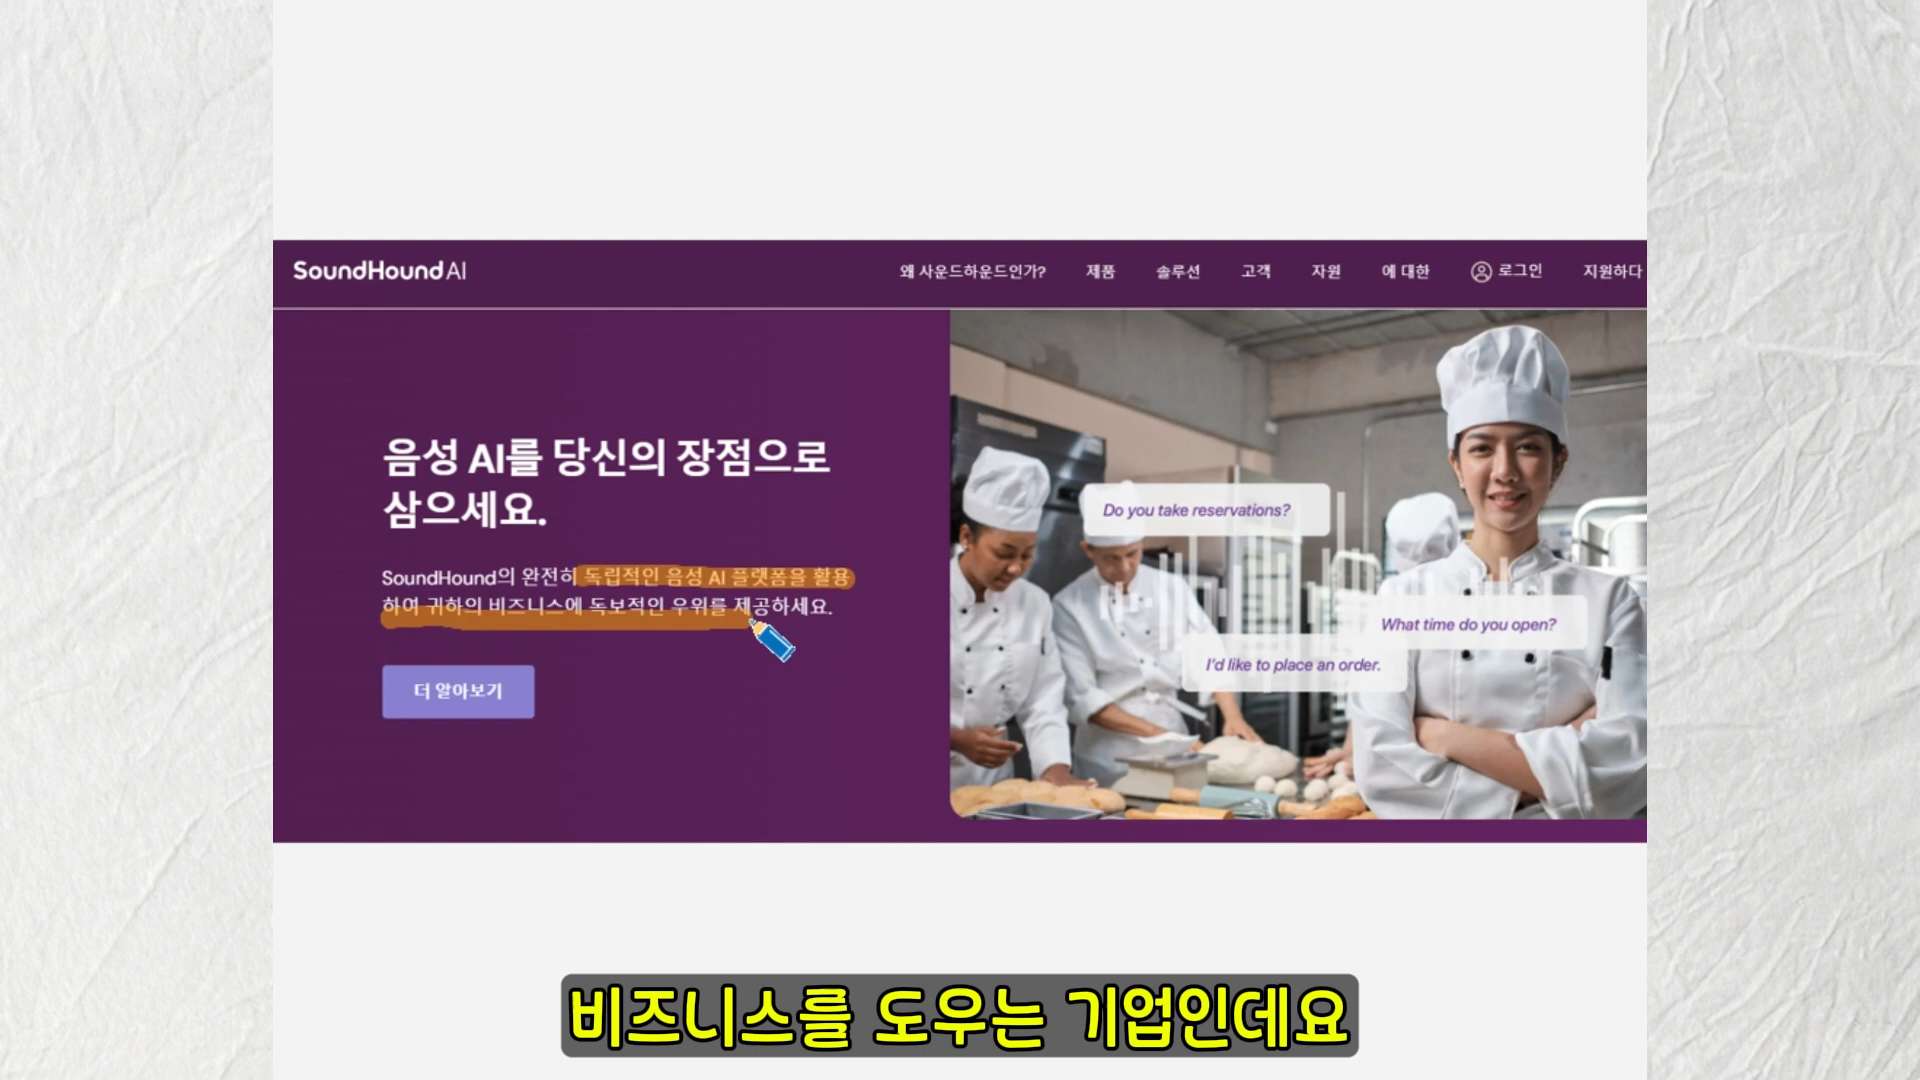 SoundHound AI
왜 사운드하운드인가?
제품
솔루션
고객
자원
에 대한
로그인
지원하다
음성 AI를 당신의 장점으로
삼으세요.
SoundHound의 완전히 독립적인 음성 AI 플랫폼을 활용
하여 귀하의 비즈니스에 독보적인 우위를 제공하세요.
더 알아보기
Do you take reservations?
What time do you open?
I'd like to place an order.
비즈니스를 도우는 기업인데요